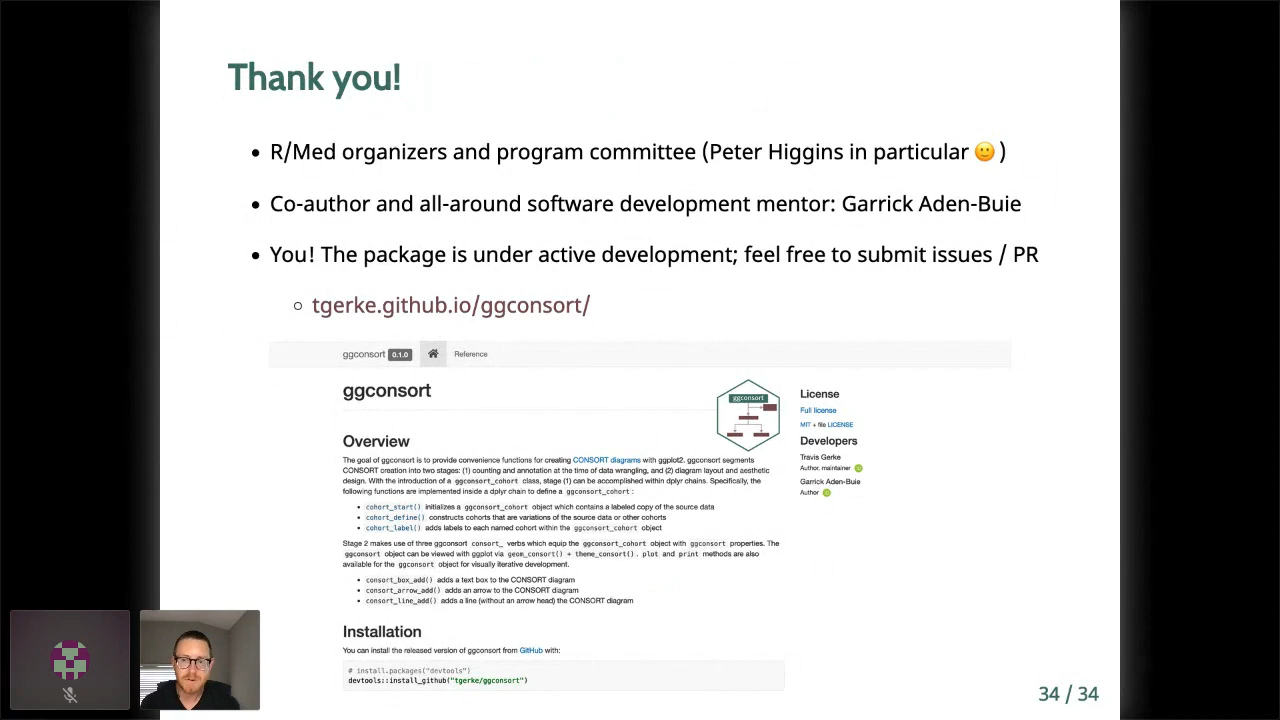 Thank you!
R/Med organizers and program committee (Peter Higgins in particular 🙂 )
Co-author and all-around software development mentor: Garrick Aden-Buie
You! The package is under active development; feel free to submit issues / PR
tgerke.github.io/ggconsort/
ggconsort 0.1.0 Reference
ggconsort
ggconsort
Overview
The goal of ggconsort is to provide convenience functions for creating CONSORT diagrams with ggplot2. ggconsort segments
CONSORT creation into two stages: (1) counting and annotation at the time of data wrangling, and (2) diagram layout and aesthetic
design. With the introduction of a ggconsort_cohort class, stage (1) can be accomplished within dplyr chains. Specifically, the
following functions are implemented inside a dplyr chain to define a ggconsort_cohort :
cohort_start() initializes a ggconsort_cohort object which contains a labeled copy of the source data
cohort_define() constructs cohorts that are variations of the source data or other cohorts
cohort_label() adds labels to each named cohort within the ggconsort_cohort object
Stage 2 makes use of three ggconsort consort_ verbs which equip the ggconsort_cohort object with ggconsort properties. The
ggconsort object can be viewed with ggplot via geom_consort() + theme_consort() . plot and print methods are also
available for the ggconsort object for visually iterative development.
consort_box_add() adds a text box to the CONSORT diagram
consort_arrow_add() adds an arrow to the CONSORT diagram
consort_line_add() adds a line (without an arrow head) the CONSORT diagram
Installation
You can install the released version of ggconsort from GitHub with:
# install.packages("devtools")
devtools::install_github("tgerke/ggconsort")
License
Full license
MIT + file LICENSE
Developers
Travis Gerke
Author, maintainer
Garrick Aden-Buie
Author
34 / 34